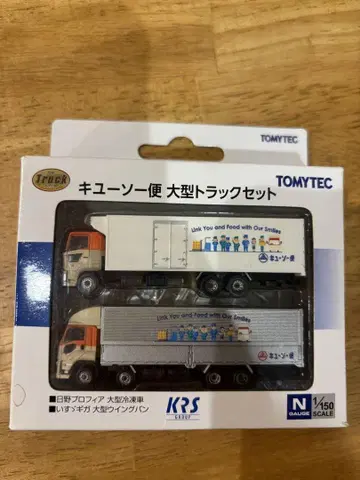 TOMYTEC
Truck
キユーソー便 大型トラックセット
TOMYTEC
Link You and Food with Our Smiles
キユーソー便
Link You and Food with Our Smiles
キユーソー便
■日野プロフィア 大型冷凍車
■いすゞギガ 大型ウイングバン
KRS
GROUP
N
GAUGE
1/150
SCALE